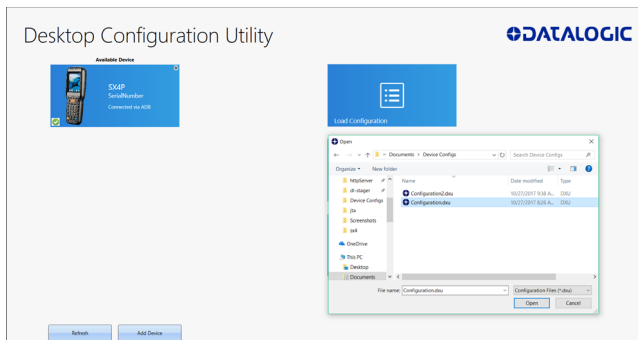 Desktop Configuration Utility
DATALOGIC
Available Device
SX4P
SerialNumber
Connected via ADB
Load Configuration
Open
Documents > Device Configs
Search Device Configs
Organize
New folder
Name
Date modified
Type
httpServer
dl-stager
Device Configs
jta
Screenshots
sx4
OneDrive
This PC
Desktop
Documents
Configuration2.dxu
10/27/2017 9:38 A...
DXU
Configuration.dxu
10/27/2017 8:26 A...
DXU
File name:
Configuration.dxu
Configuration Files (*.dxu)
Open
Cancel
Refresh
Add Device